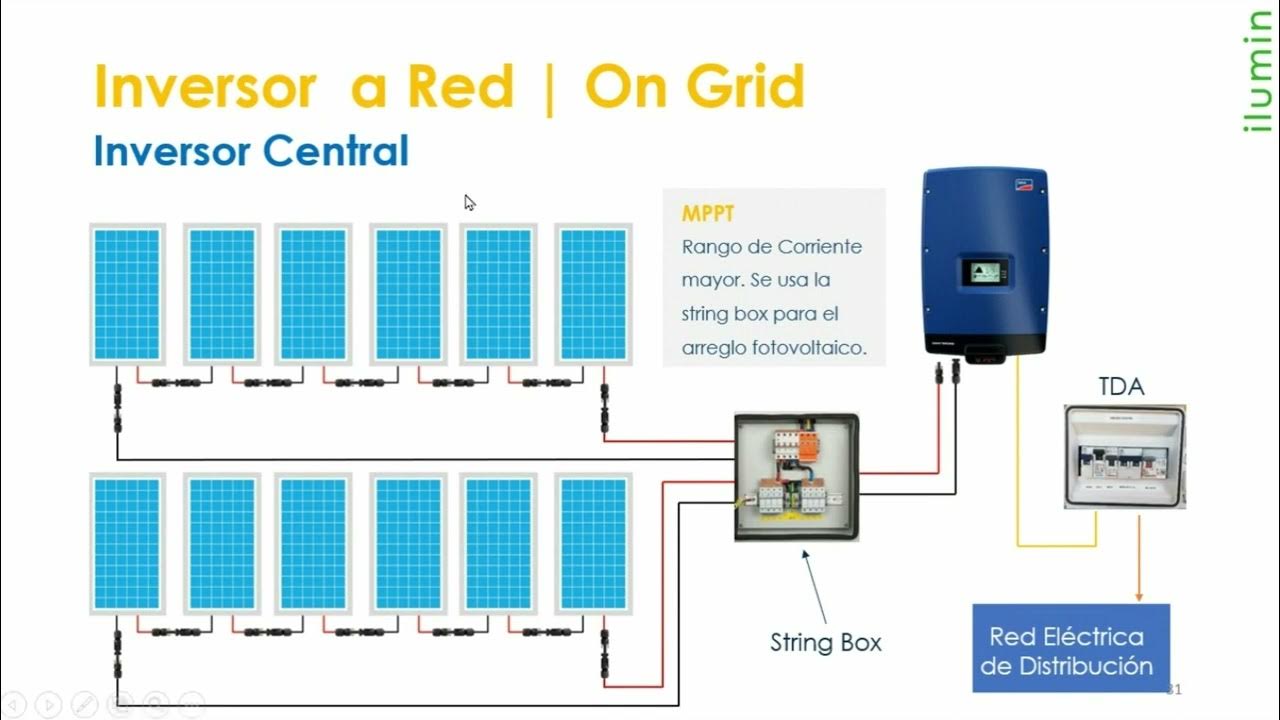 ilumin
Inversor a Red | On Grid
Inversor Central
MPPT
Rango de Corriente
mayor. Se usa la
string box para el
arreglo fotovoltaico.
TDA
String Box
Red Eléctrica
de Distribución
31